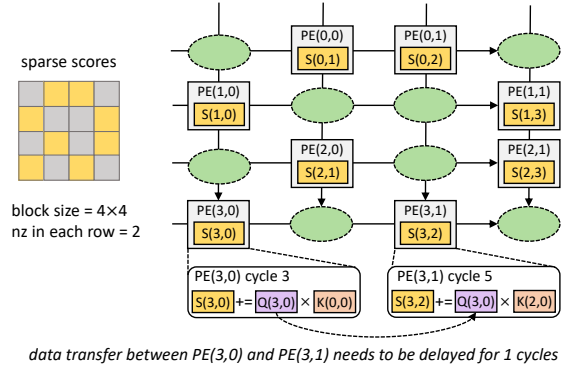 sparse scores
block size = 4×4
nz in each row = 2
PE(0,0)
S(0,1)
PE(0,1)
S(0,2)
PE(1,0)
S(1,0)
PE(1,1)
S(1,3)
PE(2,0)
S(2,1)
PE(2,1)
S(2,3)
PE(3,0)
S(3,0)
PE(3,1)
S(3,2)
PE(3,0) cycle 3
S(3,0) += Q(3,0) × K(0,0)
PE(3,1) cycle 5
S(3,2) += Q(3,0) × K(2,0)
data transfer between PE(3,0) and PE(3,1) needs to be delayed for 1 cycles